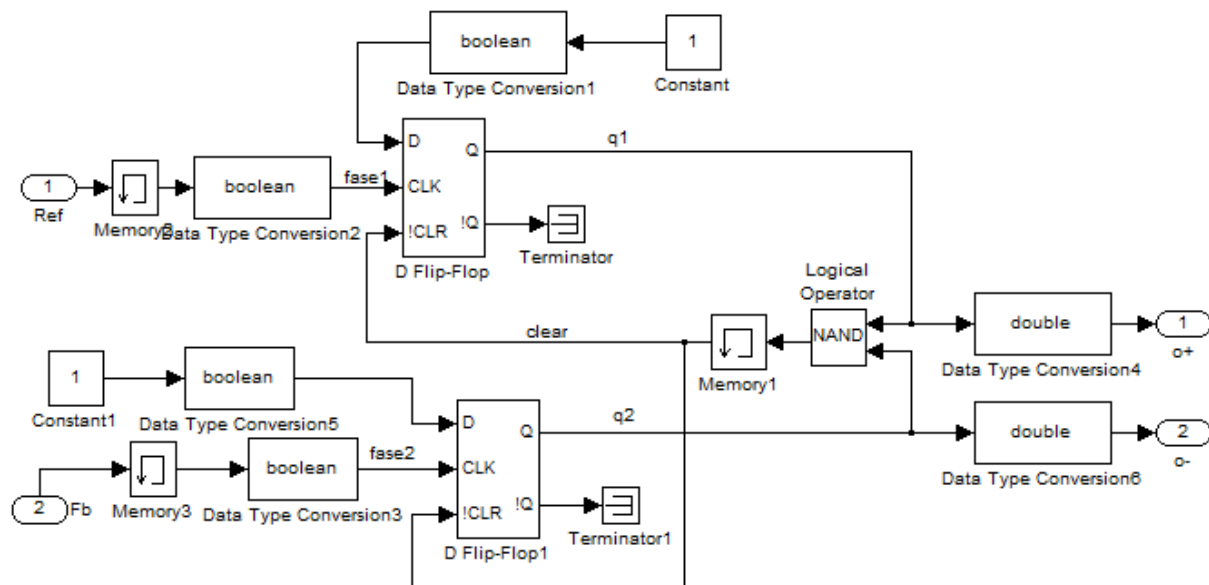 boolean
1
Data Type Conversion1
Constant
D
Q
q1
1
boolean
fase1
CLK
Ref
Memory2
Data Type Conversion2
!CLR
!Q
Terminator
D Flip-Flop
Logical
Operator
clear
NAND
double
1
o+
Memory1
Data Type Conversion4
1
boolean
Constant1
Data Type Conversion5
D
Q
q2
double
2
o-
Data Type Conversion6
boolean
fase2
CLK
2
Fb
Memory3
Data Type Conversion3
!CLR
!Q
Terminator1
D Flip-Flop1